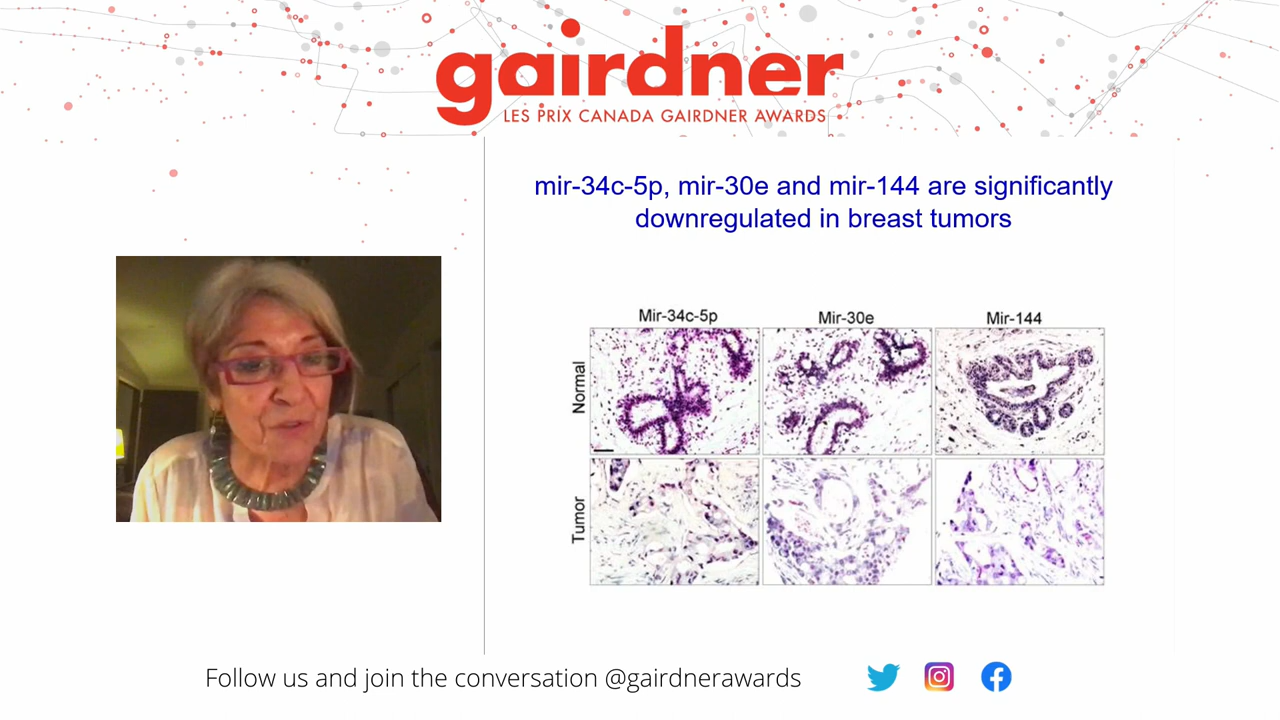 gairdner
LES PRIX CANADA GAIRDNER AWARDS
mir-34c-5p, mir-30e and mir-144 are significantly
downregulated in breast tumors
Mir-34c-5p
Mir-30e
Mir-144
Normal
Tumor
Follow us and join the conversation @gairdnerawards